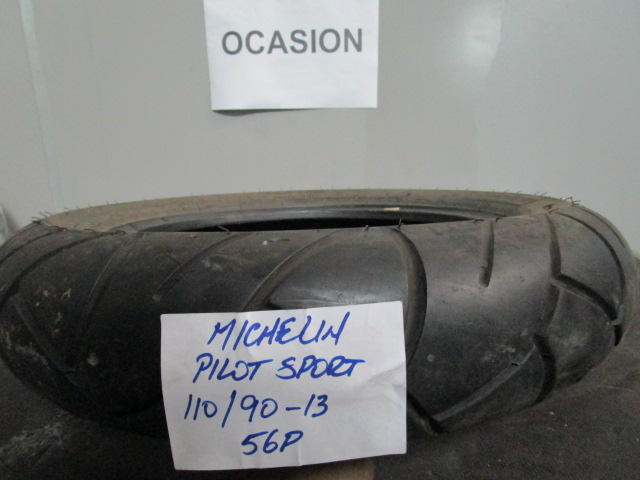 OCASION
MICHELIN
PILOT SPORT
110/90-13
56P